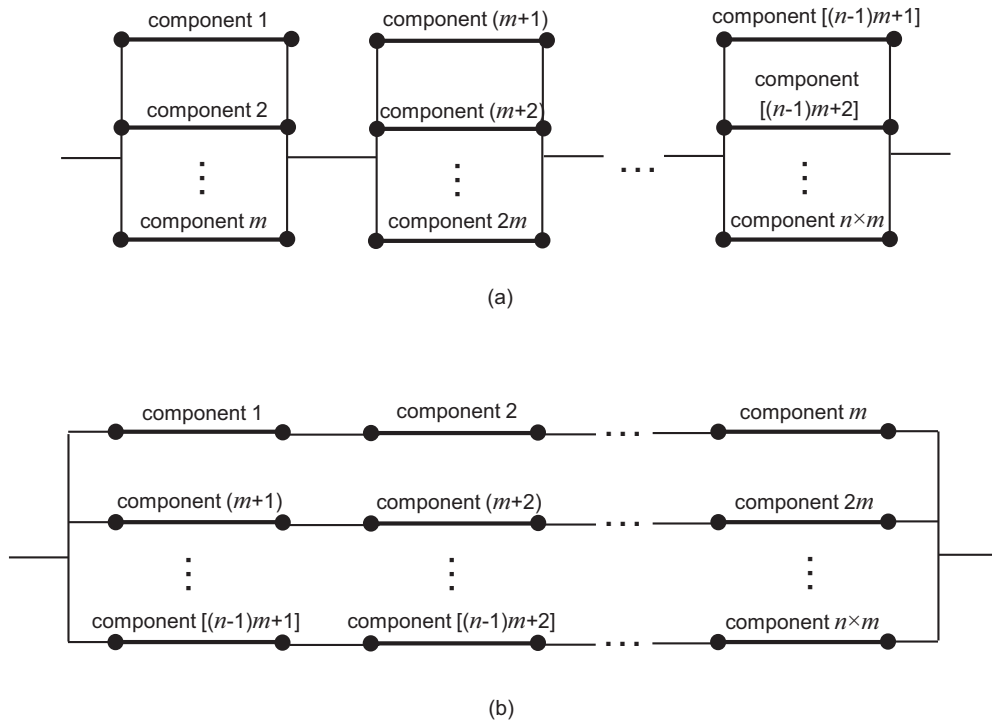 component 1
component (m+1)
component [(n-1)m+1]
component 2
component (m+2)
component
[(n-1)m+2]
component m
component 2m
component n×m
(a)
component 1
component 2
component m
component (m+1)
component (m+2)
component 2m
component [(n-1)m+1]
component [(n-1)m+2]
component n×m
(b)